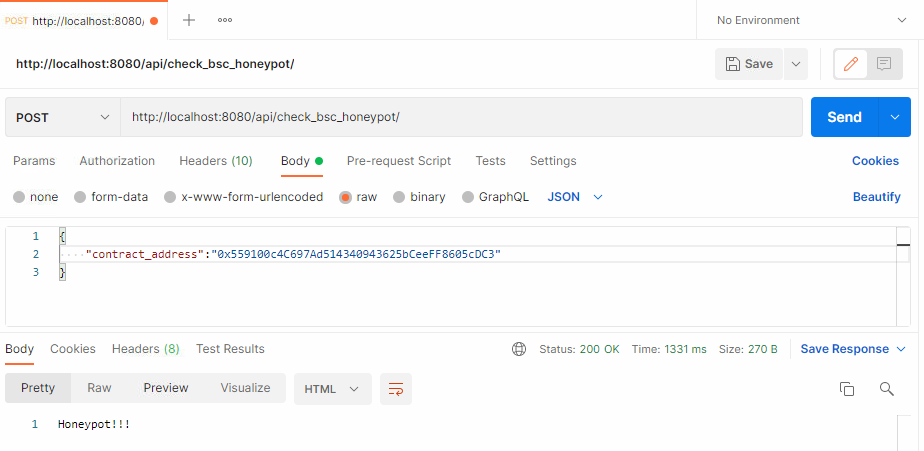 POST http://localhost:8080/ No Environment
http://localhost:8080/api/check_bsc_honeypot/ Save
POST http://localhost:8080/api/check_bsc_honeypot/ Send
Params Authorization Headers (10) Body Pre-request Script Tests Settings Cookies
none form-data x-www-form-urlencoded raw binary GraphQL JSON Beautify
1 {
2 "contract_address":"0x559100c4C697Ad514340943625bCeeFF8605cDC3"
3 }
Body Cookies Headers (8) Test Results Status: 200 OK Time: 1331 ms Size: 270 B Save Response
Pretty Raw Preview Visualize HTML
1 Honeypot!!!